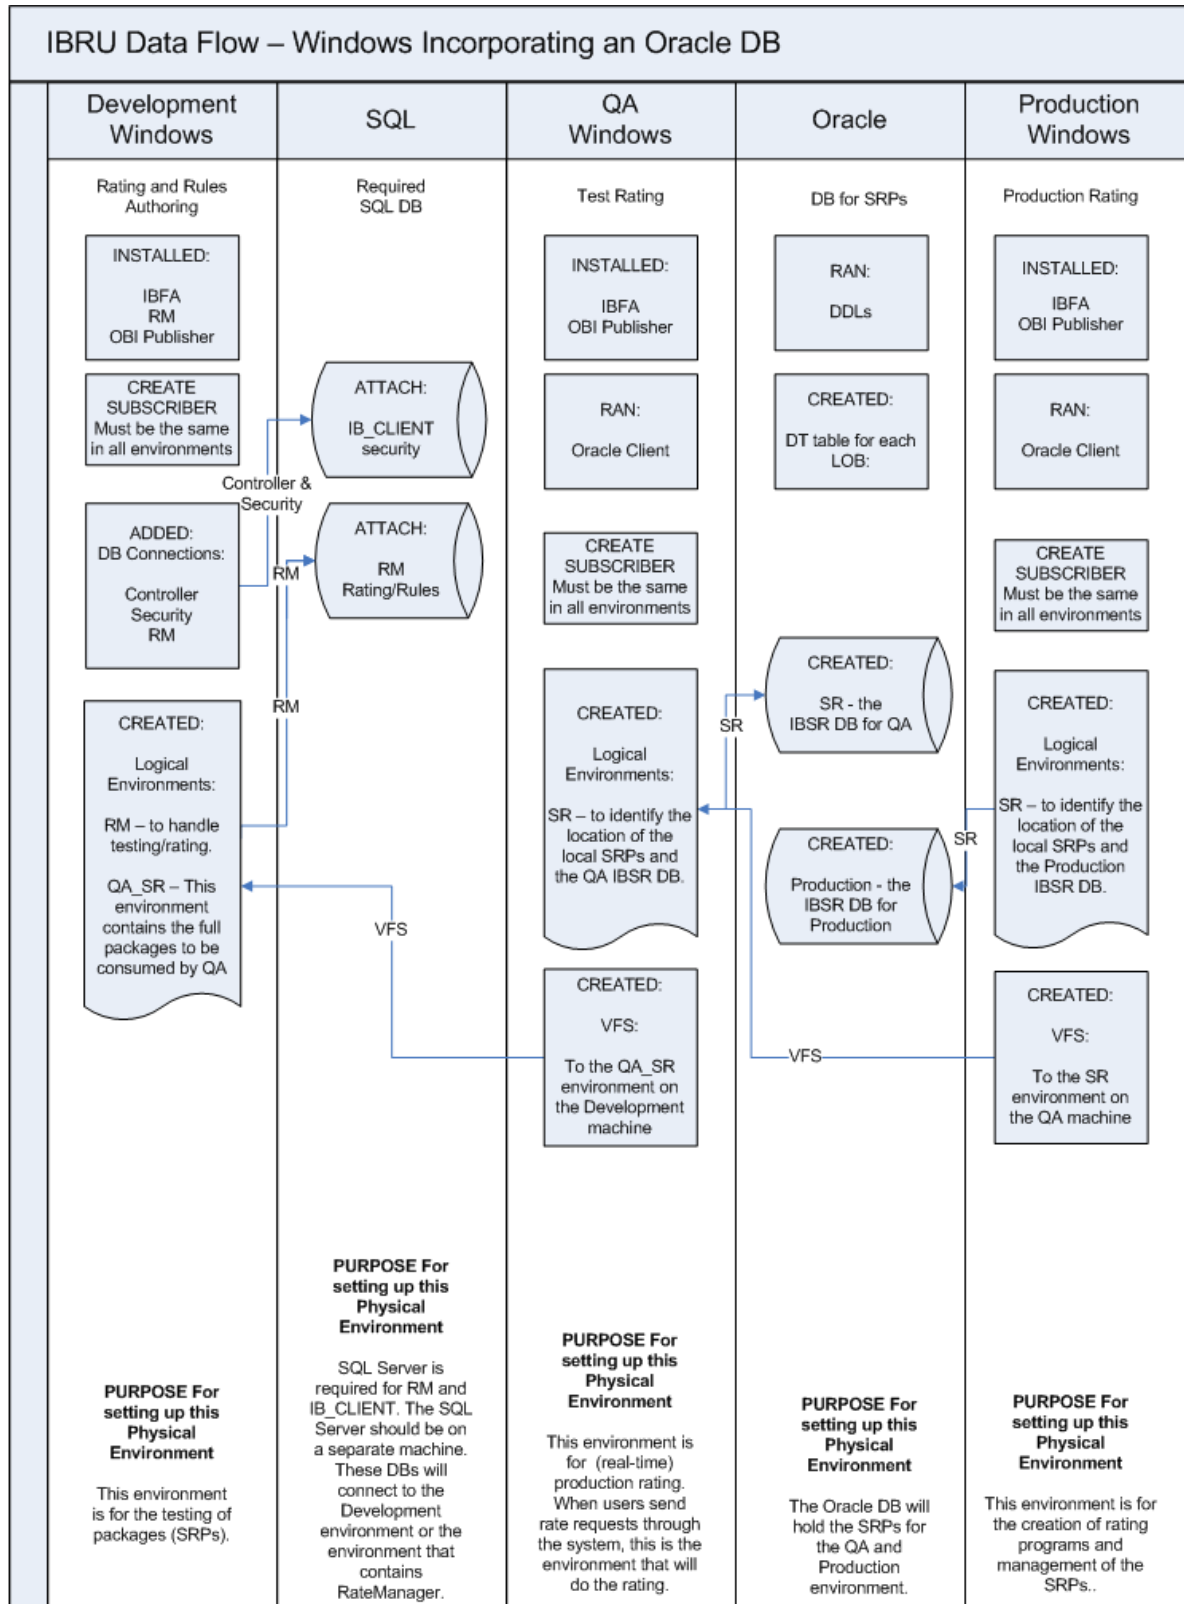 IBRU Data Flow – Windows Incorporating an Oracle DB
Development
Windows
SQL
QA
Windows
Oracle
Production
Windows
Rating and Rules
Authoring
INSTALLED:
IBFA
RM
OBI Publisher
CREATE
SUBSCRIBER
Must be the same
in all environments
ADDED:
DB Connections:
Controller
Security
RM
CREATED:
Logical
Environments:
RM – to handle
testing/rating.
QA_SR – This
environment
contains the full
packages to be
consumed by QA
PURPOSE For
setting up this
Physical
Environment
This environment
is for the testing of
packages (SRPs).
Controller &
Security
RM
RM
VFS
Required
SQL DB
ATTACH:
IB_CLIENT
security
ATTACH:
RM
Rating/Rules
PURPOSE For
setting up this
Physical
Environment
SQL Server is
required for RM and
IB_CLIENT. The SQL
Server should be on
a separate machine.
These DBs will
connect to the
Development
environment or the
environment that
contains
RateManager.
Test Rating
INSTALLED:
IBFA
OBI Publisher
RAN:
Oracle Client
CREATE
SUBSCRIBER
Must be the same
in all environments
CREATED:
Logical
Environments:
SR – to identify the
location of the
local SRPs and
the QA IBSR DB.
CREATED:
VFS:
To the QA_SR
environment on
the Development
machine
PURPOSE For
setting up this
Physical
Environment
This environment is
for (real-time)
production rating.
When users send
rate requests through
the system, this is the
environment that will
do the rating.
SR
DB for SRPs
RAN:
DDLs
CREATED:
DT table for each
LOB:
CREATED:
SR - the
IBSR DB for QA
CREATED:
Production - the
IBSR DB for
Production
VFS
PURPOSE For
setting up this
Physical
Environment
The Oracle DB will
hold the SRPs for
the QA and
Production
environment.
SR
Production Rating
INSTALLED:
IBFA
OBI Publisher
RAN:
Oracle Client
CREATE
SUBSCRIBER
Must be the same
in all environments
CREATED:
Logical
Environments:
SR – to identify the
location of the
local SRPs and
the Production
IBSR DB.
CREATED:
VFS:
To the SR
environment on
the QA machine
PURPOSE For
setting up this
Physical
Environment
This environment is for
the creation of rating
programs and
management of the
SRPs..